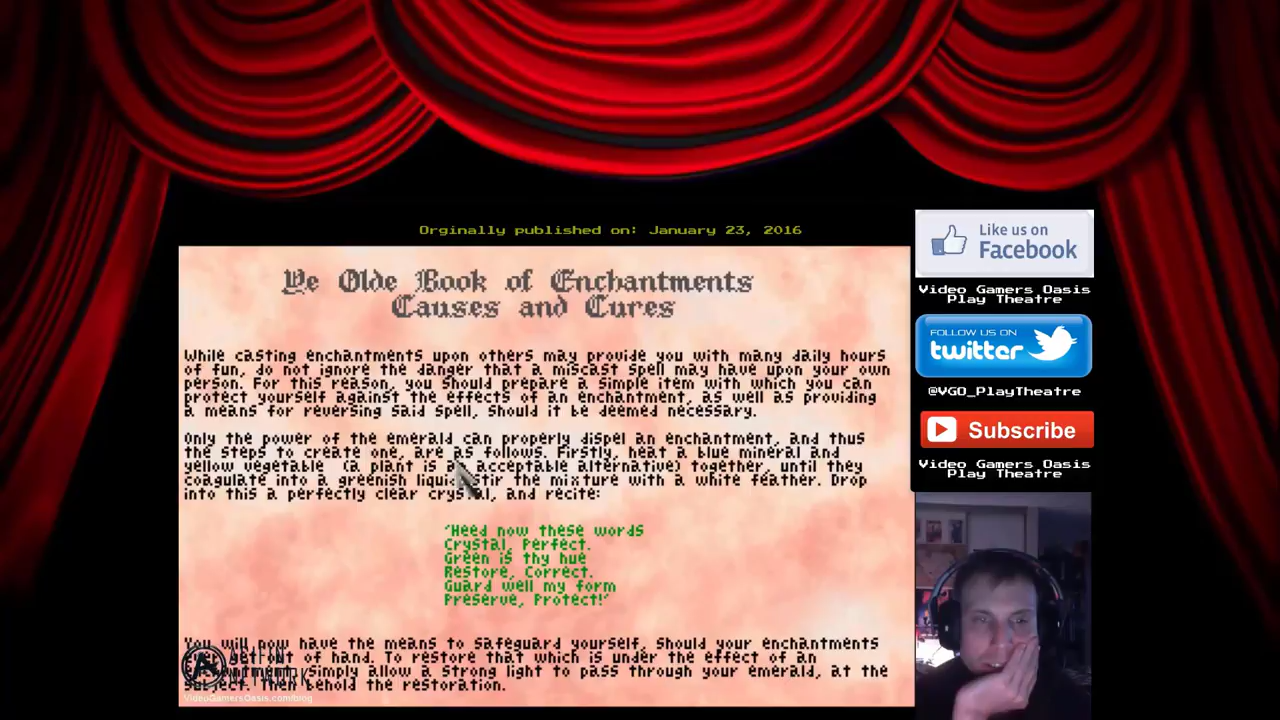 Orginally published on: January 23, 2016
Ye Olde Book of Enchantments
Causes and Cures
While casting enchantments upon others may provide you with many daily hours
of fun, do not ignore the danger that a miscast spell may have upon your own
person. For this reason, you should prepare a simple item with which you can
protect yourself against the effects of an enchantment, as well as providing
a means for reversing said spell, should it be deemed necessary.
Only the power of the emerald can properly dispel an enchantment, and thus
the steps to create one, are as follows. Firstly, heat a blue mineral and
yellow vegetable (a plant is an acceptable alternative) together, until they
coagulate into a greenish liquid. Stir the mixture with a white feather. Drop
into this a perfectly clear crystal, and recite:
"Heed now these words
Crystal, Perfect.
Green is thy hue
Restore, Correct.
Guard well my form
Preserve, Protect!"
You will now have the means to safeguard yourself, should your enchantments
get out of hand. To restore that which is under the effect of an
simply allow a strong light to pass through your emerald, at the
subject. Then behold the restoration.
NETWORK
VideoGamersOasis.com/blog
Like us on
Facebook
Video Gamers Oasis
Play Theatre
FOLLOW US ON
twitter
@VGO_PlayTheatre
Subscribe
Video Gamers Oasis
Play Theatre